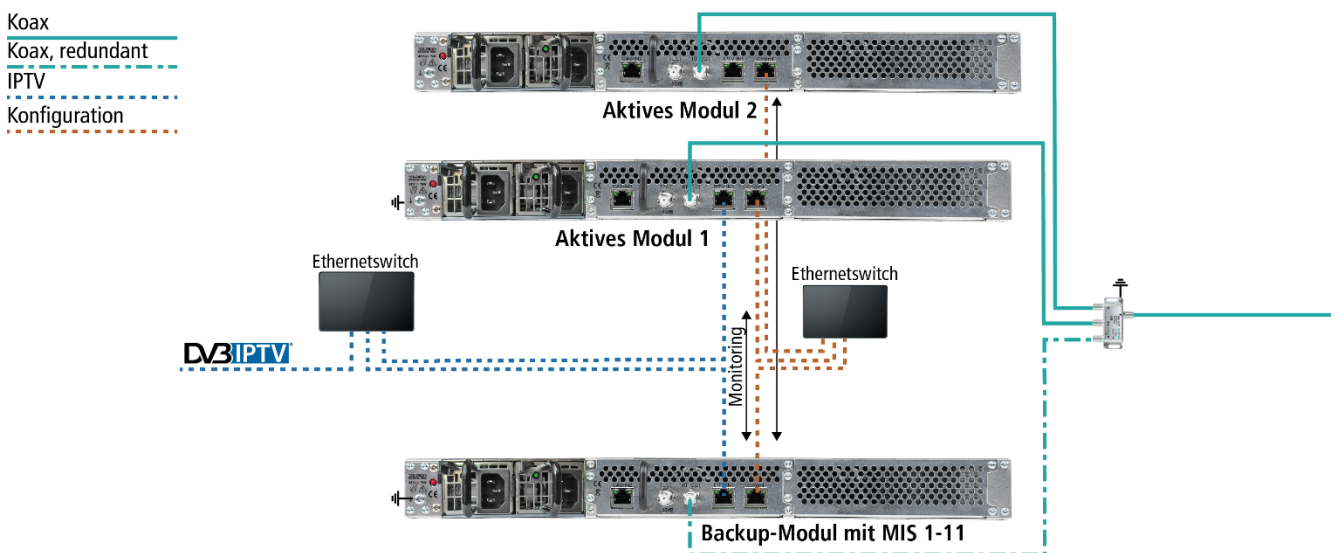 Koax
Koax, redundant
IPTV
Konfiguration
Aktives Modul 2
Aktives Modul 1
Ethernetswitch
Ethernetswitch
DVB IPTV
Monitoring
Backup-Modul mit MIS 1-11